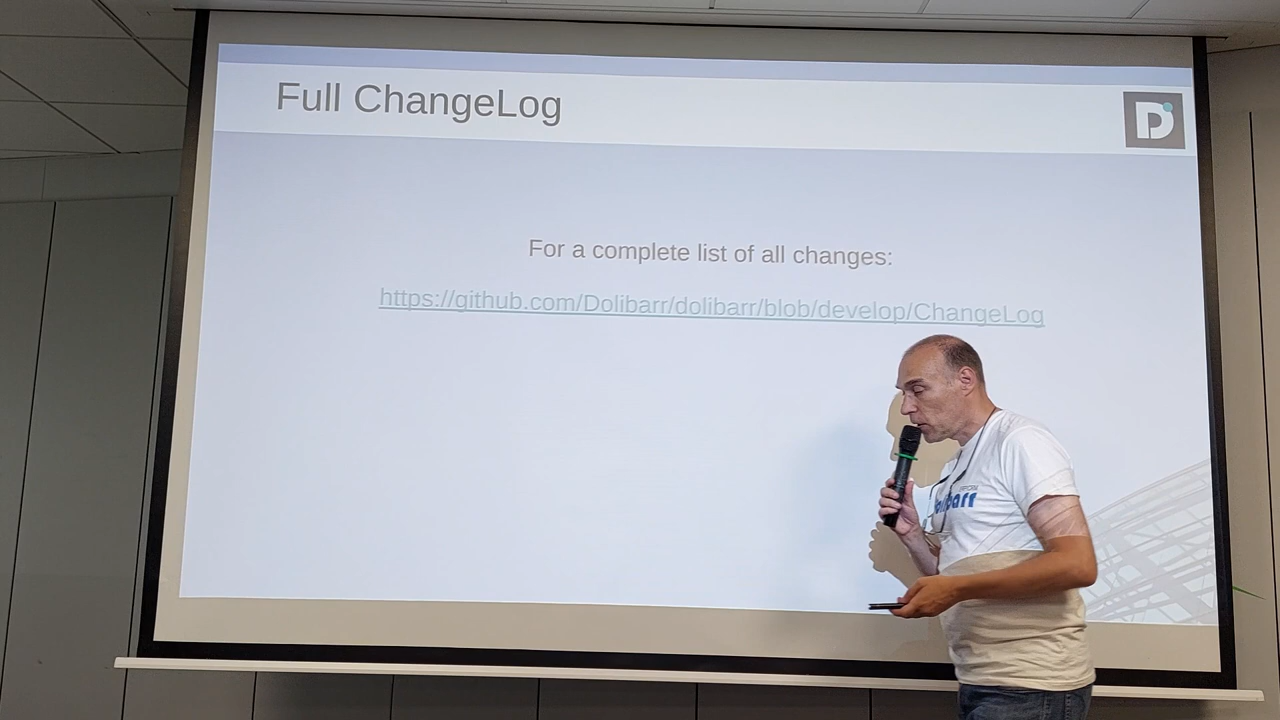 Full ChangeLog
D
For a complete list of all changes:
https://github.com/Dolibarr/dolibarr/blob/develop/ChangeLog